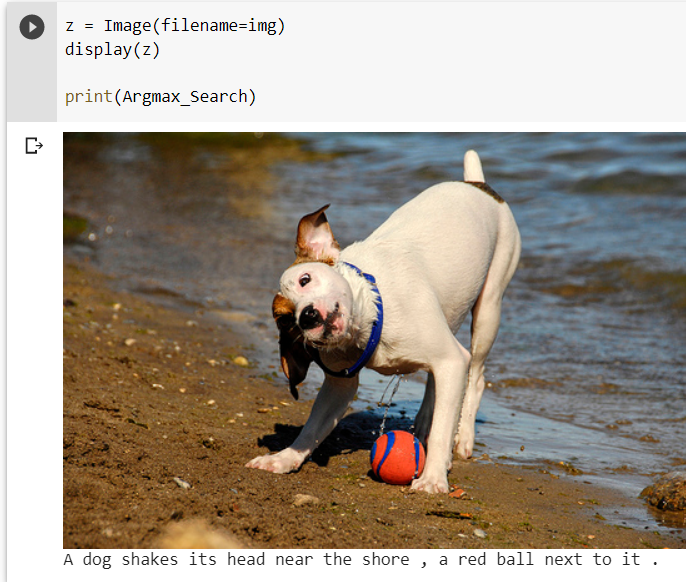 z = Image(filename=img)
display(z)
print(Argmax_Search)
A dog shakes its head near the shore , a red ball next to it .